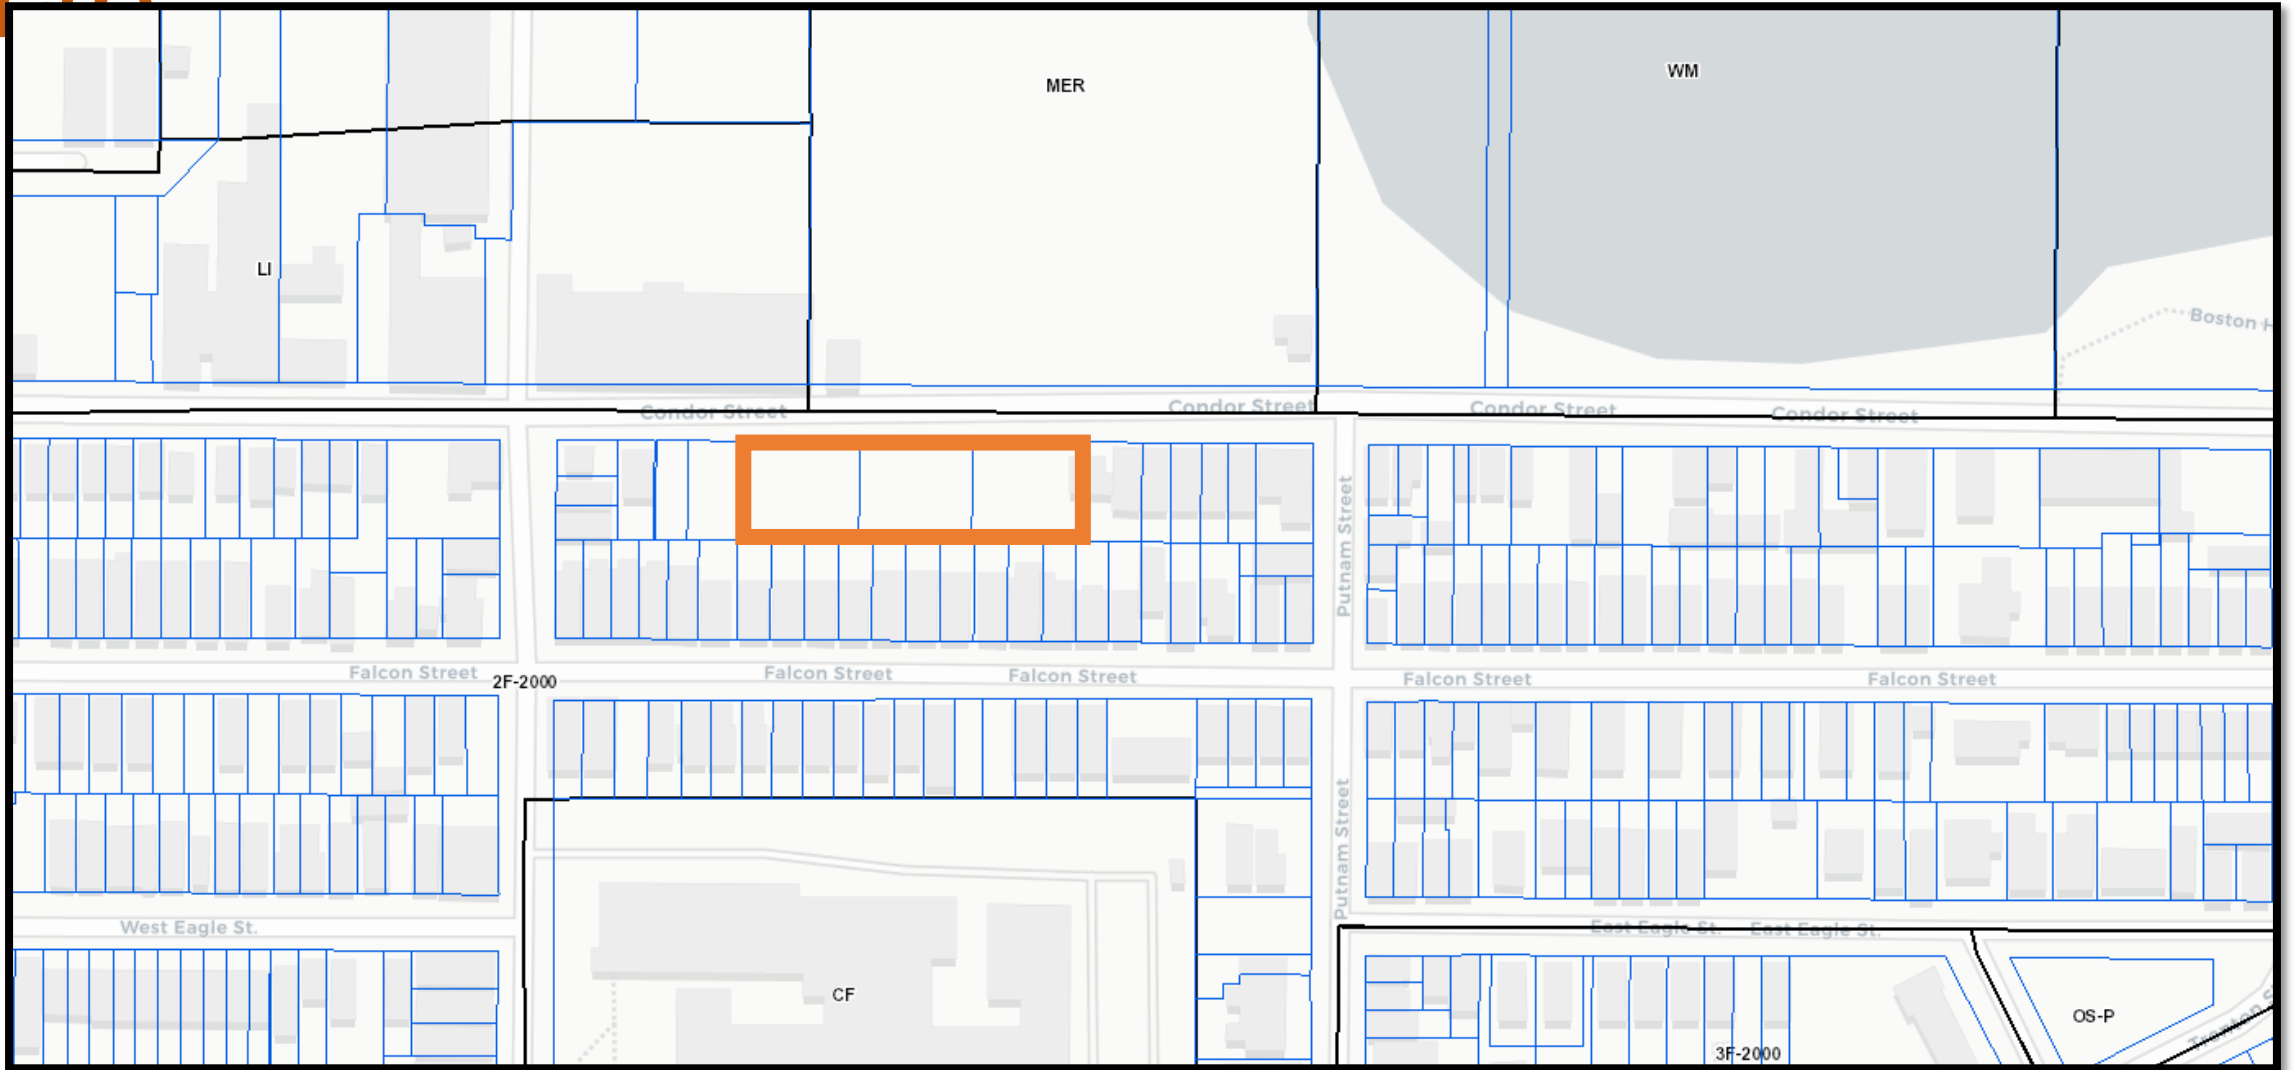 WM
MER
LI
Boston H
Condor Street
Condor Street
Condor Street
Condor Street
Putnam Street
Falcon Street
2F-2000
Falcon Street
Falcon Street
Falcon Street
Falcon Street
Putnam Street
West Eagle St.
East Eagle St.
East Eagle St.
CF
OS-P
3F-2000
Trenton S